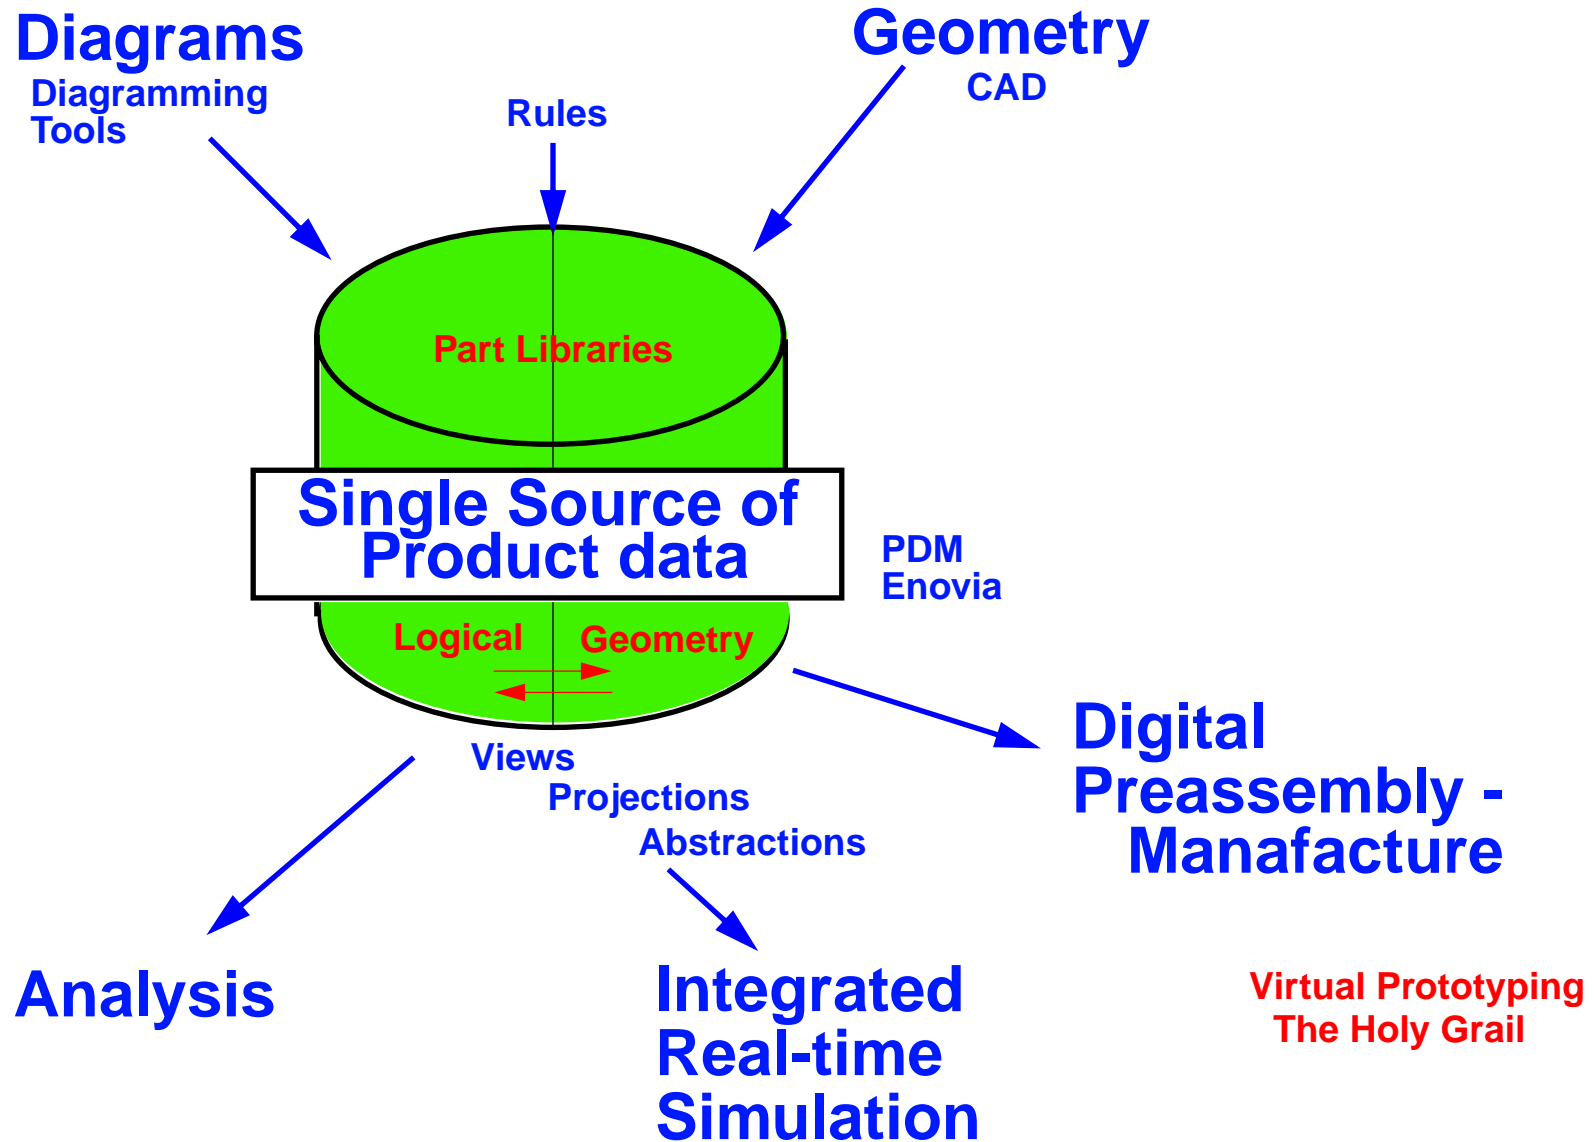 Diagrams
Diagramming
Tools
Rules
Geometry
CAD
Part Libraries
Single Source of
Product data
PDM
Enovia
Logical
Geometry
Views
Projections
Abstractions
Digital
Preassembly -
Manafacture
Analysis
Integrated
Real-time
Simulation
Virtual Prototyping
The Holy Grail